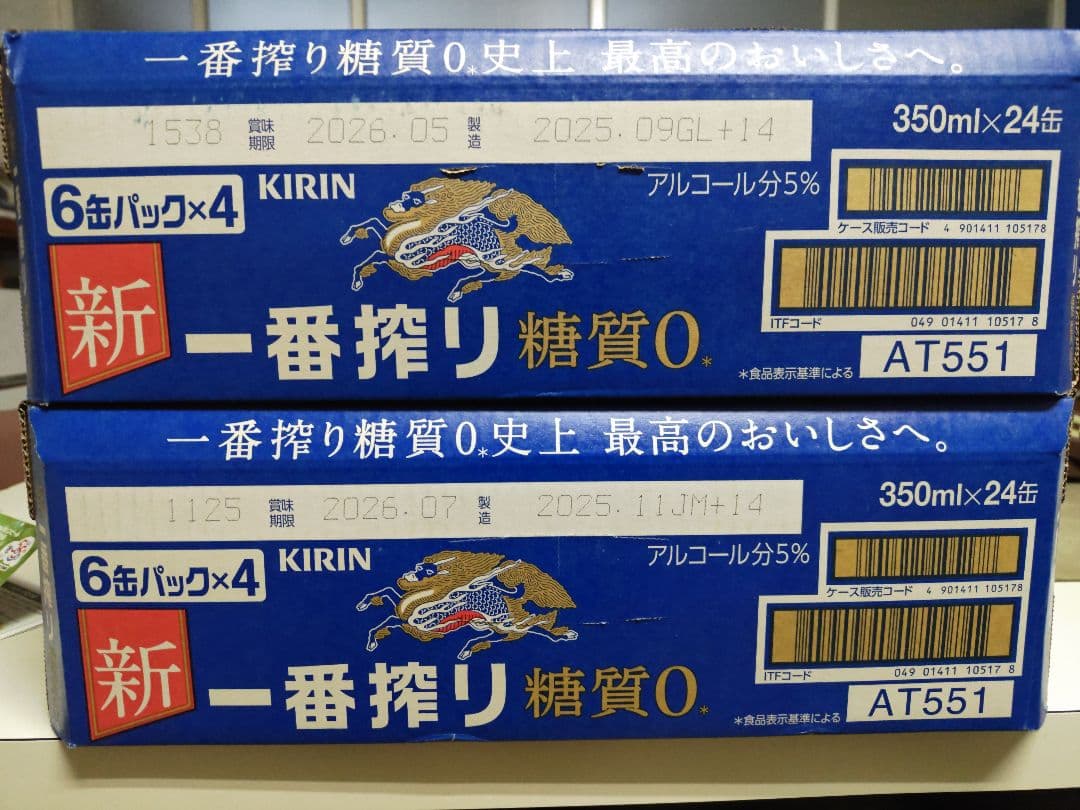 一番搾り糖質0*史上 最高のおいしさへ。
1538 賞味期限 2026.05 製造 2025.09GL+14
350ml×24缶
6缶パック×4
KIRIN
アルコール分5%
ケース販売コード 4 901411 105178
新
一番搾り 糖質0*
ITFコード 049 01411 10517 8
*食品表示基準による
AT551
一番搾り糖質0*史上 最高のおいしさへ。
1125 賞味期限 2026.07 製造 2025.11JM+14
350ml×24缶
6缶パック×4
KIRIN
アルコール分5%
ケース販売コード 4 901411 105178
新
一番搾り 糖質0*
ITFコード 049 01411 10517 8
*食品表示基準による
AT551